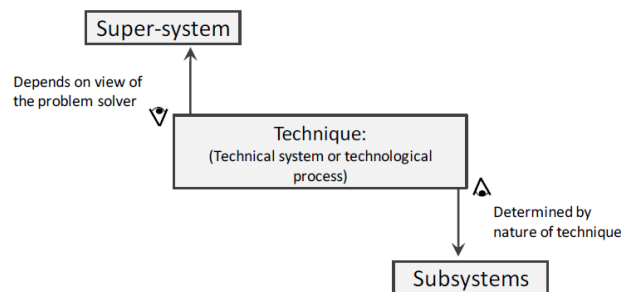 Super-system
Depends on view of
the problem solver
Technique:
(Technical system or technological
process)
Determined by
nature of technique
Subsystems